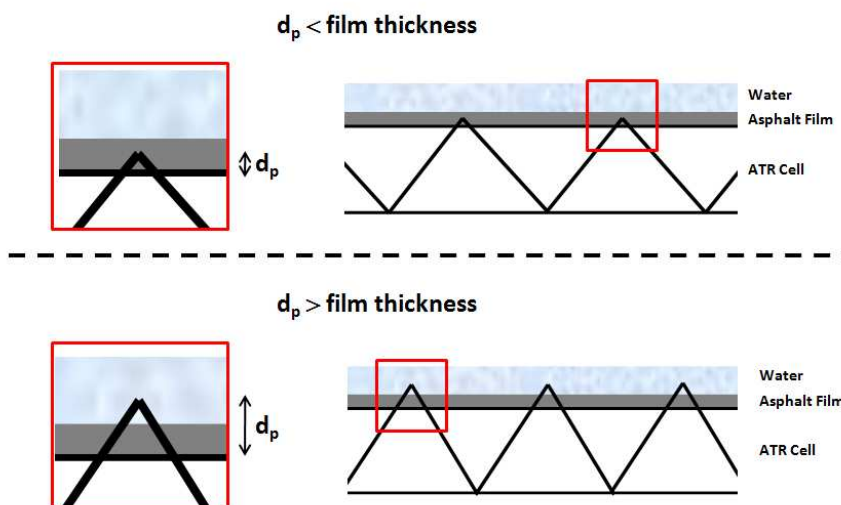 dp < film thickness
Water
Asphalt Film
dp
ATR Cell
dp > film thickness
Water
Asphalt Film
dp
ATR Cell